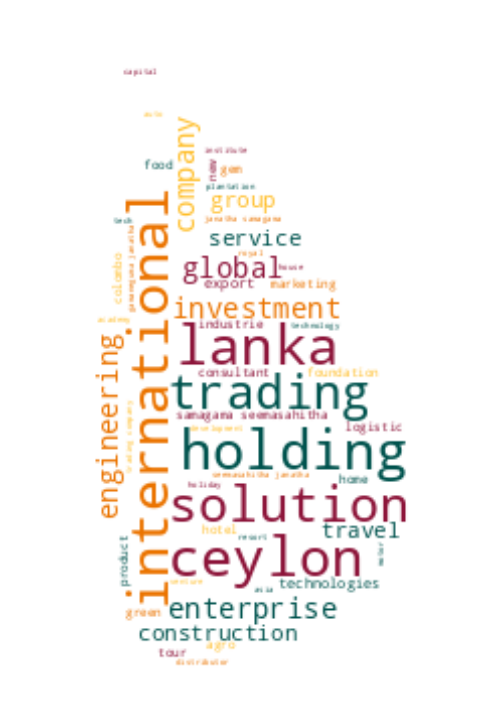 capital
auto
company
institute
food
new
gem
plantation
international
group
janatha samagama
tech
service
colombo
royal
global
house
export
marketing
investment
academy
industrie
technology
lanka
engineering
consultant
foundation
trading
trading company
samagama seemasahitha
development
logistic
holding
seemasahitha janatha
home
holiday
solution
hotel
resort
travel
product
motor
ceylon
venture
asia
technologies
green
enterprise
construction
agro
tour
distributor